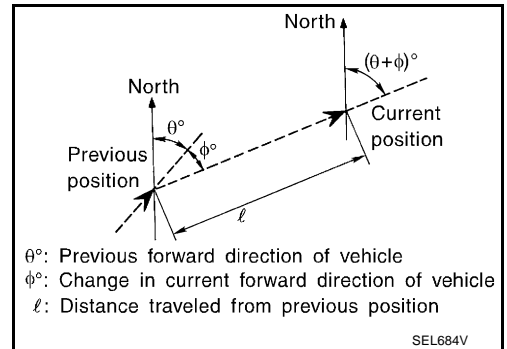 North
(θ+ϕ)°
North
θ°
ϕ°
Previous
position
Current
position
ℓ
θ°: Previous forward direction of vehicle
ϕ°: Change in current forward direction of vehicle
ℓ: Distance traveled from previous position
SEL684V